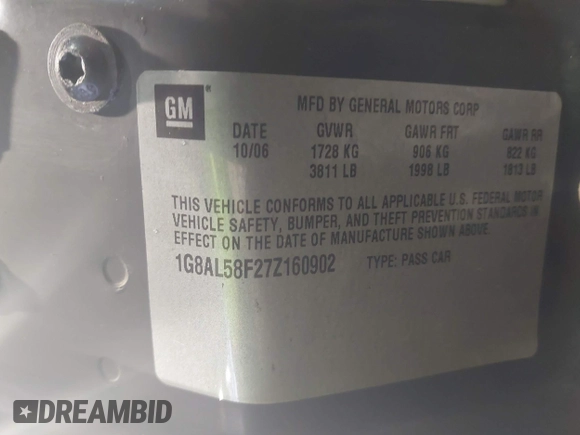 GM ®
MFD BY GENERAL MOTORS CORP
DATE GVWR GAWR FRT GAWR RR
10/06 1728 KG 906 KG 822 KG
3811 LB 1998 LB 1813 LB
THIS VEHICLE CONFORMS TO ALL APPLICABLE U.S. FEDERAL MOTOR
VEHICLE SAFETY, BUMPER, AND THEFT PREVENTION STANDARDS IN
EFFECT ON THE DATE OF MANUFACTURE SHOWN ABOVE.
1G8AL58F27Z160902 TYPE: PASS CAR
DREAMBID